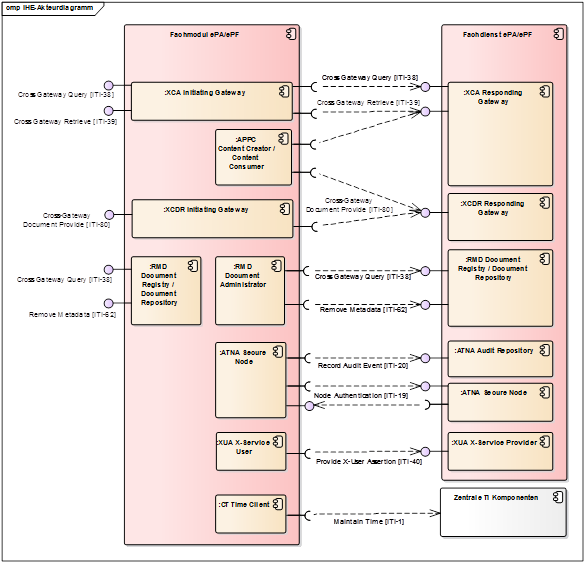 omp IHE-Akteurdiagramm
Fachmodul ePA/ePF
Fachdienst ePA/ePF
Cross Gateway Query [ITI-38]
Cross Gateway Retrieve [ITI-39]
:XCA Initiating Gateway
Cross Gateway Query [ITI-38]
Cross Gateway Retrieve [ITI-39]
:XCA Responding
Gateway
:APPC
Content Creator /
Content
Consumer
Cross-Gateway
Document Provide [ITI-80]
:XCDR Initiating Gateway
Cross-Gateway
Document Provide [ITI-80]
:XCDR Responding
Gateway
Cross Gateway Query [ITI-38]
Remove Metadata [ITI-62]
:RMD
Document
Registry /
Document
Repository
:RMD
Document
Administrator
Cross Gateway Query [ITI-38]
Remove Metadata [ITI-62]
:RMD Document
Registry / Document
Repository
:ATNA Secure
Node
Record Audit Event [ITI-20]
Node Authentication [ITI-19]
:ATNA Audit Repository
:ATNA Secure Node
:XUA X-Service
User
Provide X-User Assertion [ITI-40]
:XUA X-Service Provider
:CT Time Client
Maintain Time [ITI-1]
Zentrale TI Komponenten